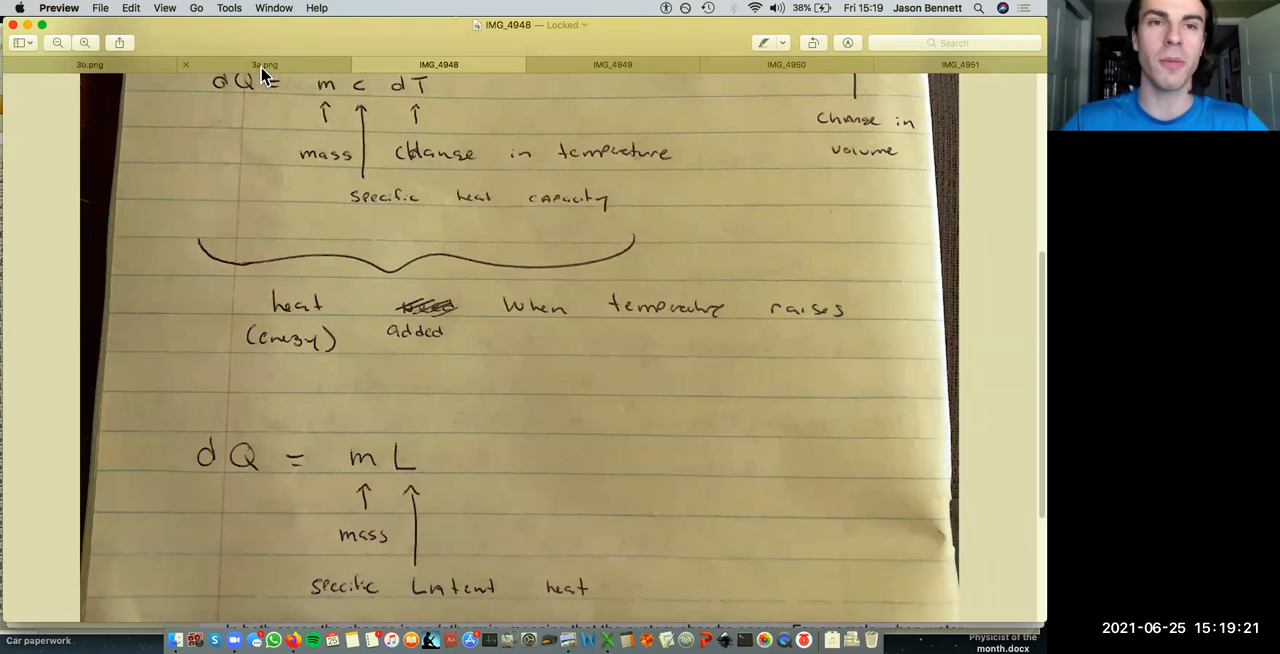 Preview File Edit View Go Tools Window Help
38% Fri 15:19 Jason Bennett
IMG_4948 — Locked
Search
3b.png
3a.png
IMG_4948
IMG_4949
IMG_4950
IMG_4951
dQ = m c dT
mass change in temperature
specific heat capacity
change in
volume
heat when temperature raises
(energy) added
dQ = m L
mass
specific Latent heat
Car paperwork
Physicist of the
month.docx
2021-06-25 15:19:21